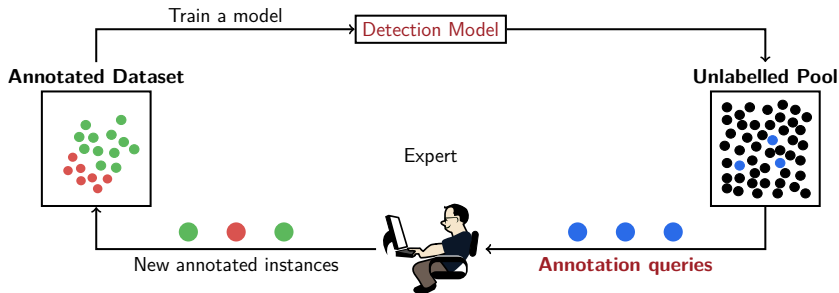 Train a model
Detection Model
Annotated Dataset
Unlabelled Pool
Expert
New annotated instances
Annotation queries